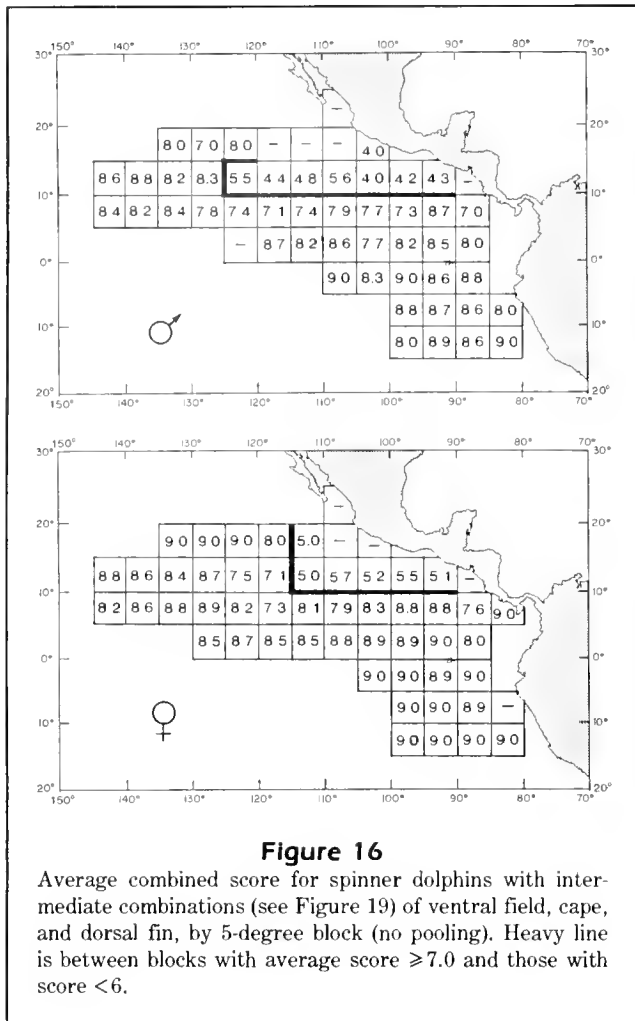 150° 140° 130° 120° 110° 100° 90° 80° 70°
30° 30°
–
20° 20°
80 70 80 – – – 40
86 88 82 8.3 55 44 48 56 40 42 43 –
10° 10°
84 82 84 78 74 71 74 79 77 73 87 70
– 87 82 86 77 82 85 80
0° 0°
90 8.3 90 86 88
88 87 86 80
10° 10°
♂
80 89 86 90
20° 20°
150° 140° 130° 120° 110° 100° 90° 80° 70°
30° 30°
–
20° 20°
90 90 90 80 5.0 – –
88 86 84 87 75 71 50 57 52 55 51 –
10° 10°
82 86 88 89 82 73 81 79 83 8.8 88 76 90
85 87 85 85 88 89 89 90 80
0° 0°
90 90 89 90
90 90 89 –
10° 10°
♀
90 90 90 90
20° 20°
150° 140° 130° 120° 110° 100° 90° 80° 70°
Figure 16
Average combined score for spinner dolphins with inter-
mediate combinations (see Figure 19) of ventral field, cape,
and dorsal fin, by 5-degree block (no pooling). Heavy line
is between blocks with average score ⩾7.0 and those with
score <6.